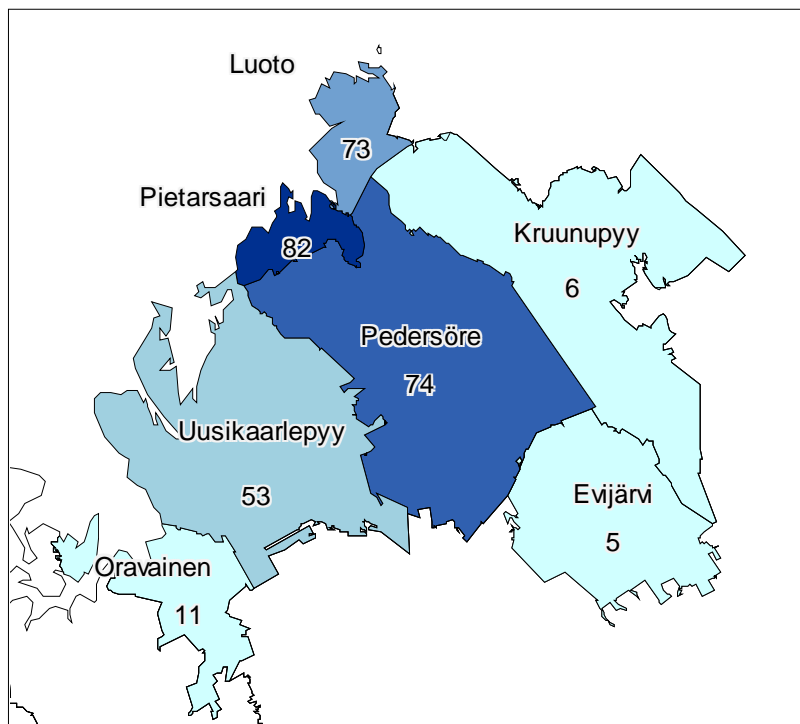 Luoto
73
Pietarsaari
82
Kruunupyy
6
Pedersöre
74
Uusikaarlepyy
53
Evijärvi
5
Oravainen
11